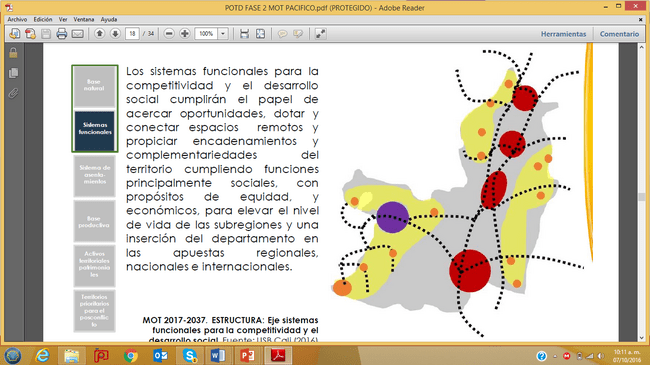 POTD FASE 2 MOT PACIFICO.pdf (PROTEGIDO) - Adobe Reader
Archivo Edición Ver Ventana Ayuda
18 / 34 100%
Herramientas Comentario
Base
natural
Sistemas
funcionales
Sistema de
asenta-
mientos
Base
productiva
Activos
territoriales
patrimonia
les
Territorios
prioritarios
para el
posconflic
to
Los sistemas funcionales para la
competitividad y el desarrollo
social cumplirán el papel de
acercar oportunidades, dotar y
conectar espacios remotos y
propiciar encadenamientos y
complementariedades del
territorio cumpliendo funciones
principalmente sociales, con
propósitos de equidad, y
económicos, para elevar el nivel
de vida de las subregiones y una
inserción del departamento en
las apuestas regionales,
nacionales e internacionales.
MOT 2017-2037. ESTRUCTURA: Eje sistemas
funcionales para la competitividad y el
desarrollo social. Fuente: USB Cali (2016)
10:11 a. m.
07/10/2016